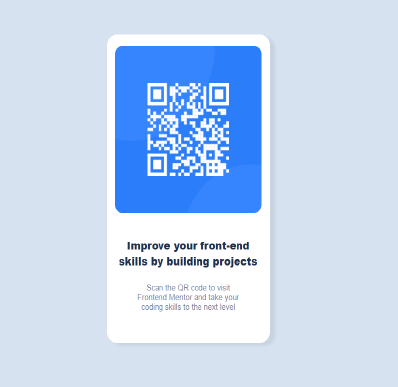 Improve your front-end
skills by building projects
Scan the QR code to visit
Frontend Mentor and take your
coding skills to the next level